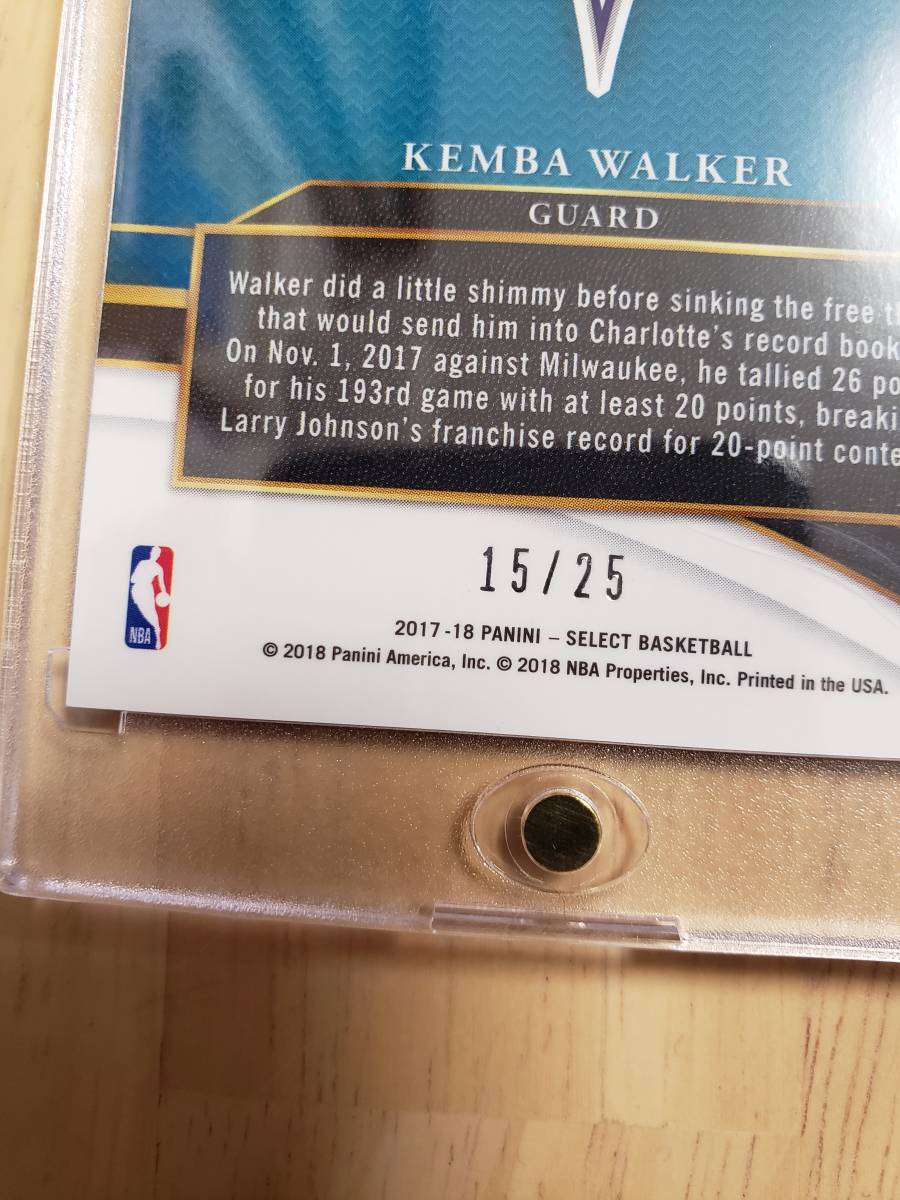 KEMBA WALKER
GUARD
Walker did a little shimmy before sinking the free
that would send him into Charlotte's record
On Nov. 1, 2017 against Milwaukee, he tallied 26
for his 193rd game with at least 20 points,
Larry Johnson's franchise record for 20-point
15/25
NBA
2017-18 PANINI – SELECT BASKETBALL
© 2018 Panini America, Inc. © 2018 NBA Properties, Inc. Printed in the USA.